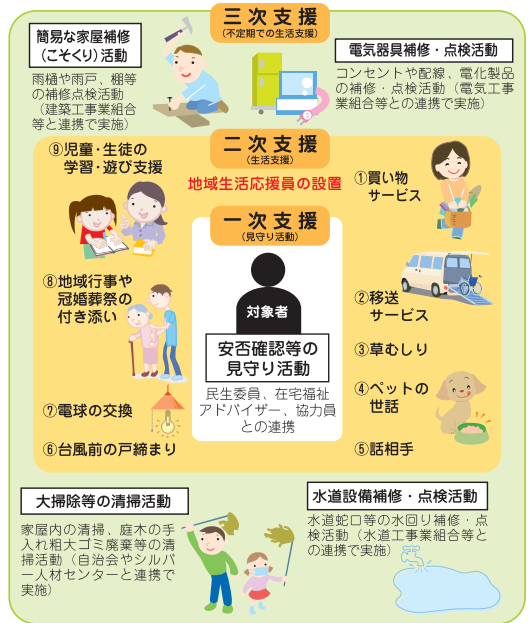 三次支援
(不定期での生活支援)
簡易な家屋補修
(こそくり)活動
雨樋や雨戸、棚等
の補修点検活動
(建築工事業組合
等と連携で実施)
電気器具補修・点検活動
コンセントや配線、電化製品
の補修・点検活動(電気工事
業組合等との連携で実施)
二次支援
(生活支援)
地域生活応援員の設置
①買い物
サービス
②移送
サービス
③草むしり
④ペットの
世話
⑤話相手
⑥台風前の戸締まり
⑦電球の交換
⑧地域行事や
冠婚葬祭の
付き添い
⑨児童・生徒の
学習・遊び支援
一次支援
(見守り活動)
対象者
安否確認等の
見守り活動
民生委員、在宅福祉
アドバイザー、協力員
との連携
大掃除等の清掃活動
家屋内の清掃、庭木の手
入れ粗大ゴミ廃棄等の清
掃活動(自治会やシルバ
ー人材センターと連携で
実施)
水道設備補修・点検活動
水道蛇口等の水回り補修・点
検活動(水道工事業組合等と
の連携で実施)